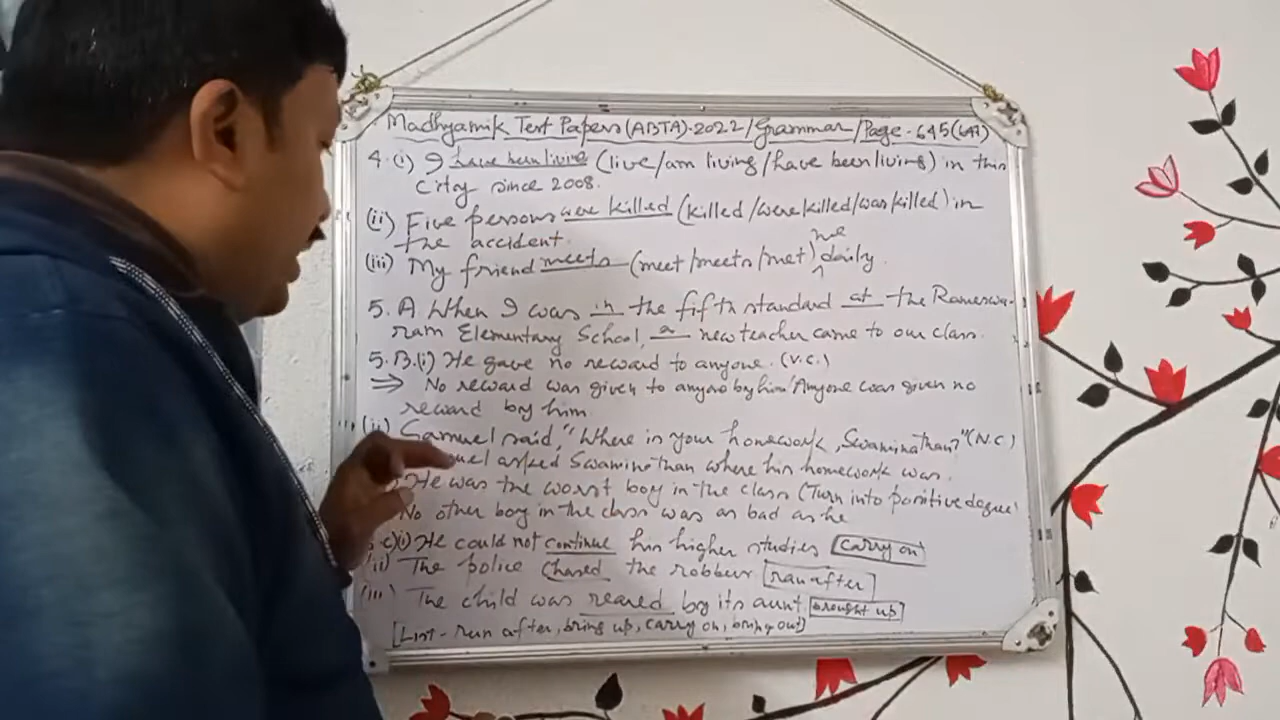 Madhyamik Test Papers (ABTA)-2022/Grammar/Page-645(647)
4.(i) I have been living (live/am living/have been living) in this
city since 2008.
(ii) Five persons were killed (killed/were killed/was killed) in
the accident.
(iii) My friend meets (meet/meets/met) me daily.
5. A When I was in the fifth standard at the Rameswa-
ram Elementary School, a new teacher came to our class.
5. B.(i) He gave no reward to anyone. (V.C.)
⇒ No reward was given to anyone by him/Anyone was given no
reward by him.
(ii) Samuel said, "Where is your homework, Swaminathan?" (N.C)
asked Swaminathan where his homework was.
He was the worst boy in the class (Turn into positive degree)
No other boy in the class was as bad as he
c)(i) He could not continue his higher studies carry on
(ii) The police chased the robbers ran after
(iii) The child was reared by its aunt. brought up
[List - run after, bring up, carry on, bring out]